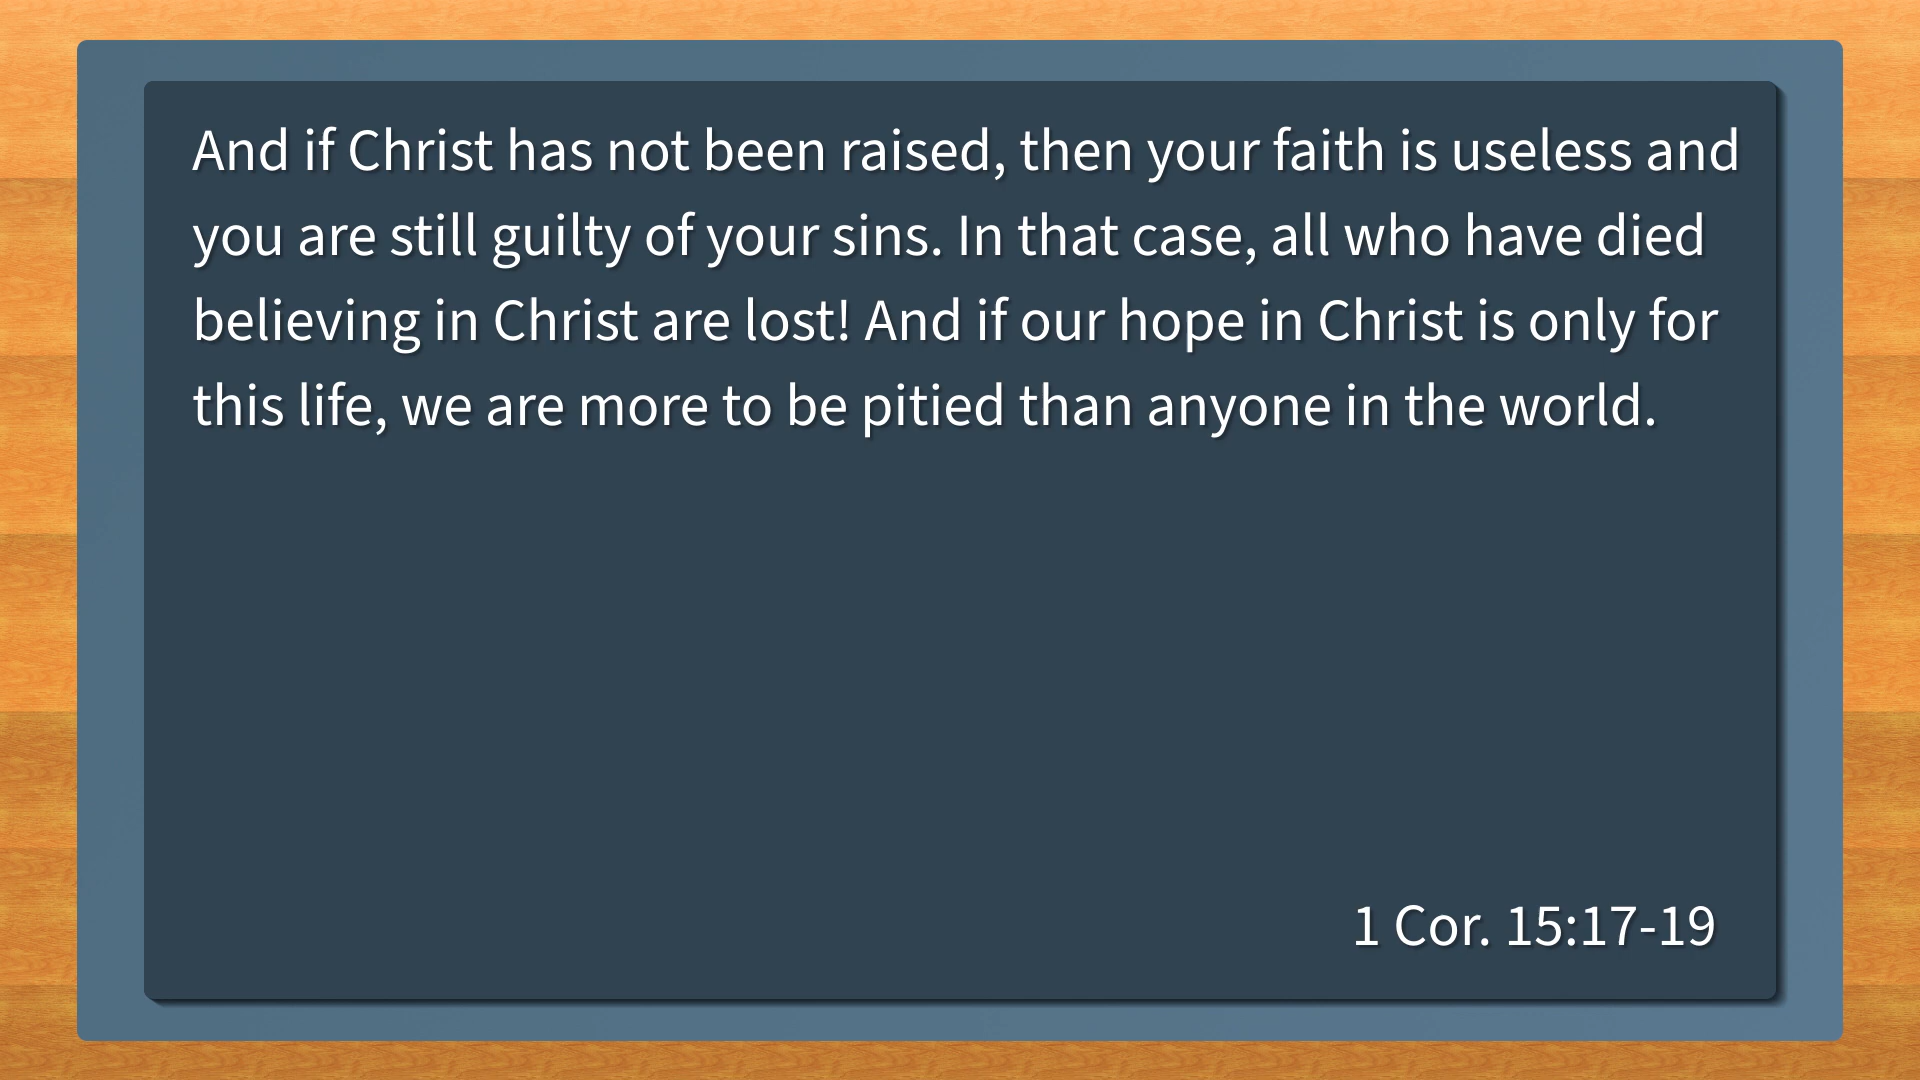 And if Christ has not been raised, then your faith is useless and
you are still guilty of your sins. In that case, all who have died
believing in Christ are lost! And if our hope in Christ is only for
this life, we are more to be pitied than anyone in the world.
1 Cor. 15:17-19